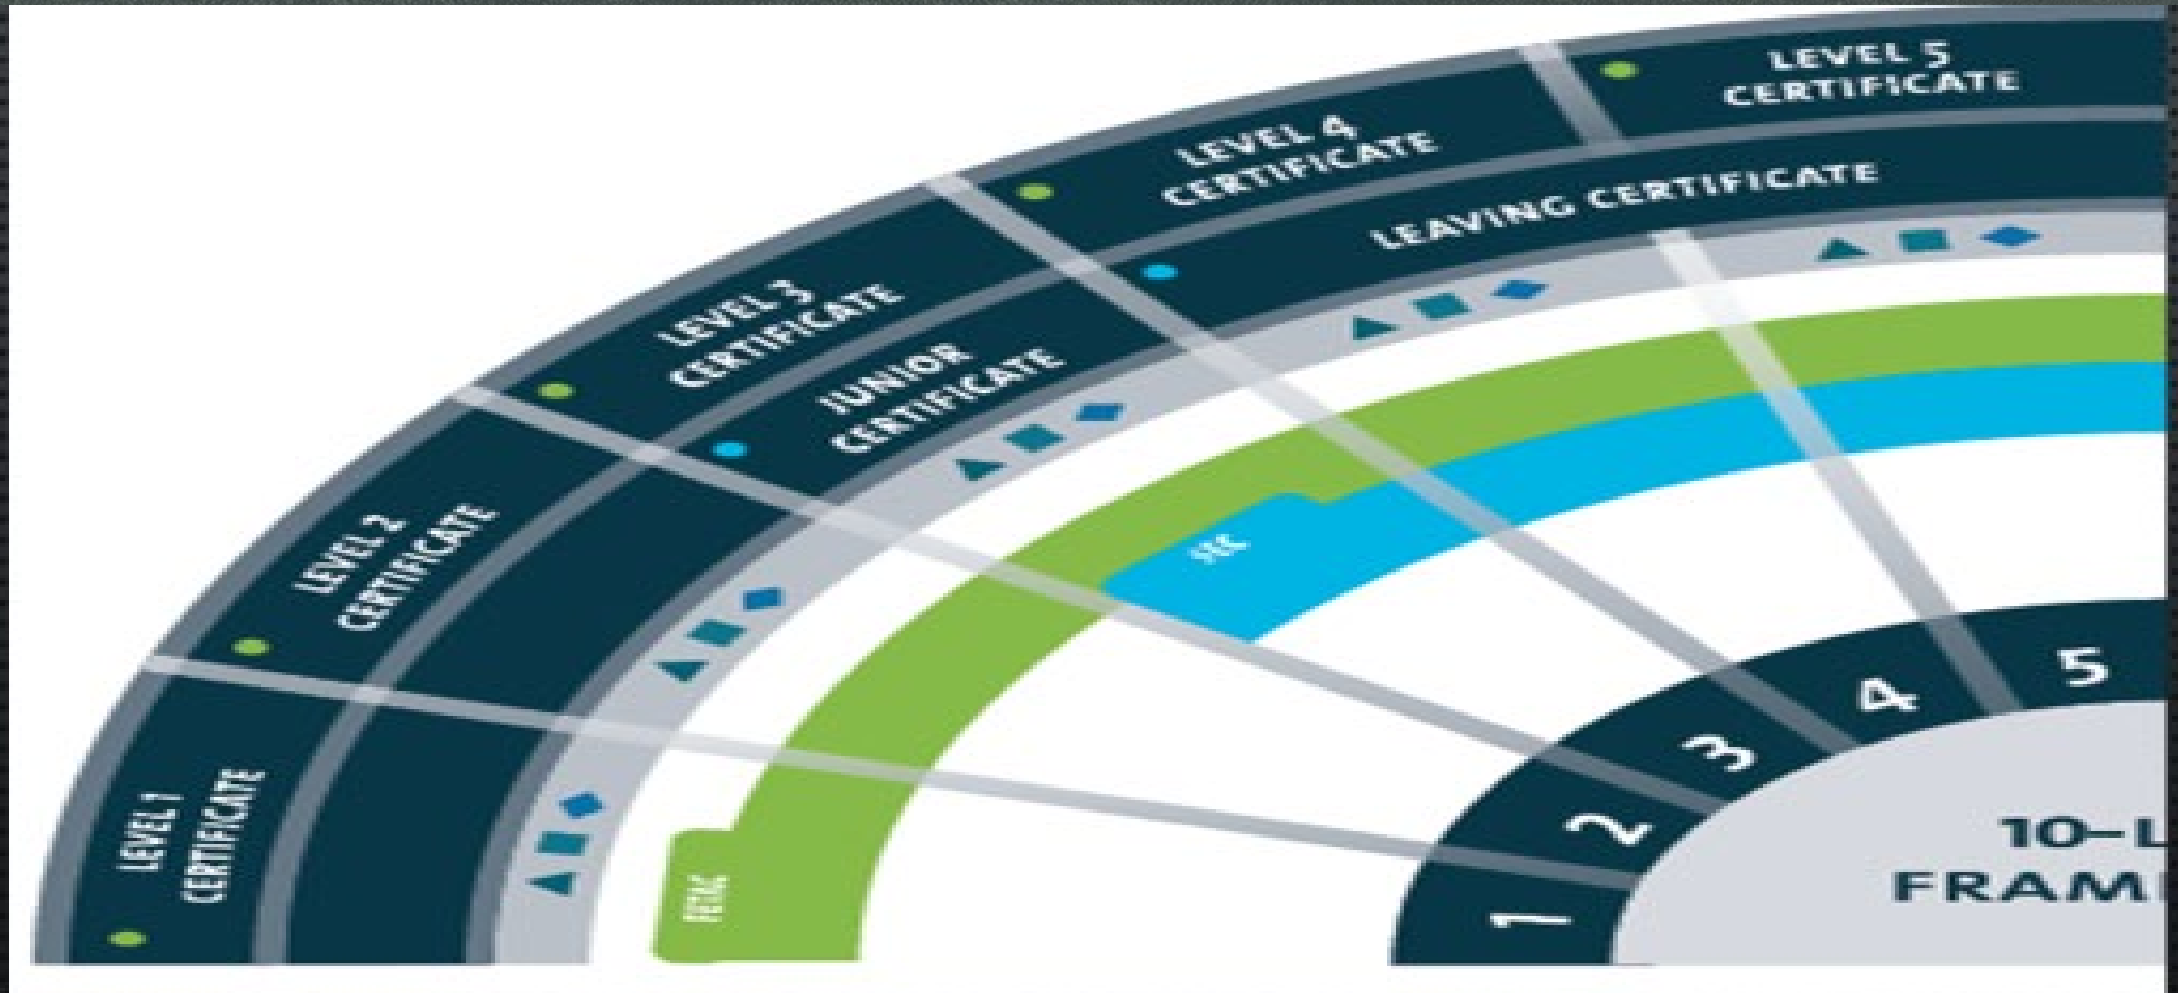 LEVEL 1
CERTIFICATE
LEVEL 2
CERTIFICATE
LEVEL 3
CERTIFICATE
LEVEL 4
CERTIFICATE
LEVEL 5
CERTIFICATE
JUNIOR
CERTIFICATE
LEAVING CERTIFICATE
FETAC
SEC
1
2
3
4
5
10-L
FRAM